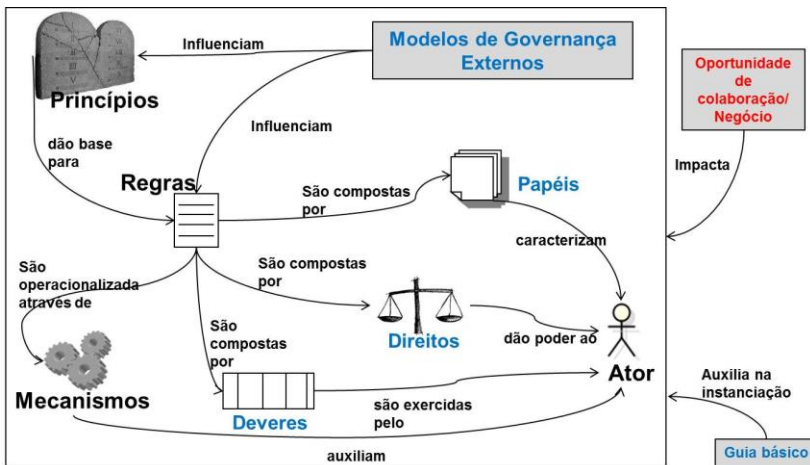 Influenciam
Modelos de Governança
Externos
Princípios
Oportunidade
de
colaboração/
Negócio
dão base
para
Influenciam
Regras
São compostas
por
Papéis
Impacta
caracterizam
São
operacionalizada
através de
São compostas
por
São
compostas
por
Direitos
dão poder ao
Ator
Mecanismos
Deveres
são exercidas
pelo
Auxilia na
instanciação
auxiliam
Guia básico